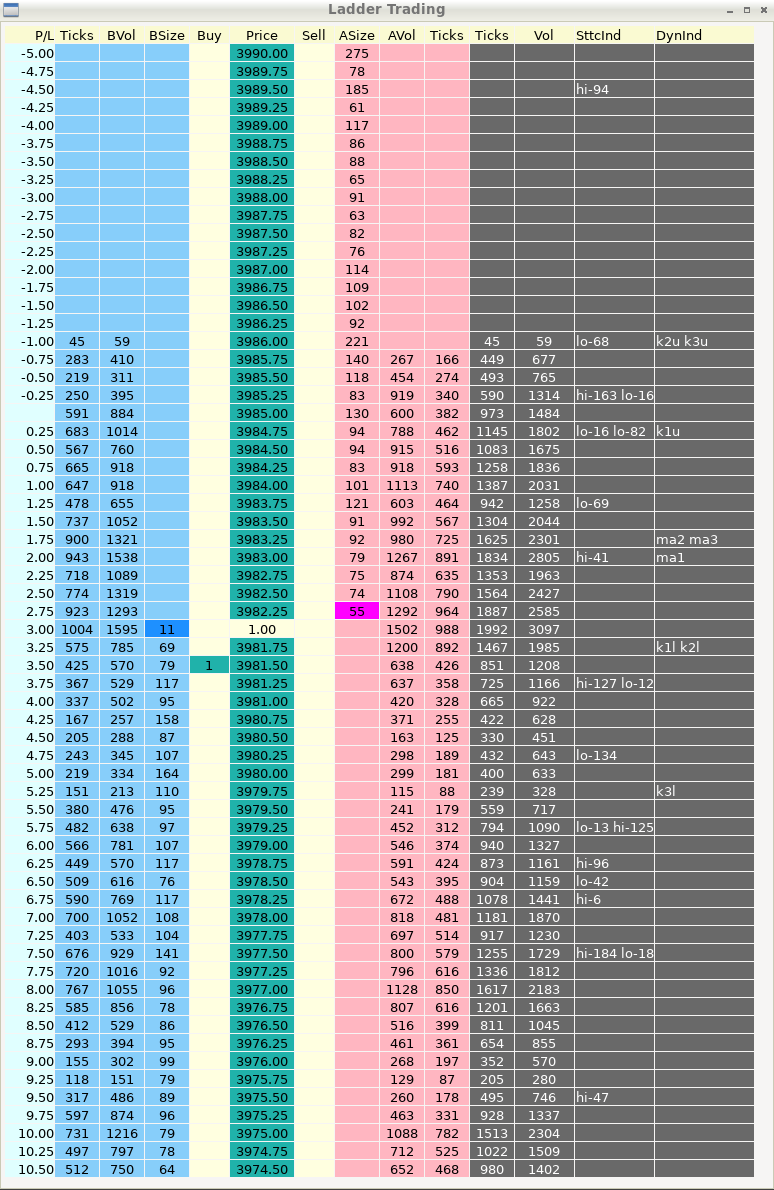 Ladder Trading
P/L Ticks BVol BSize Buy Price Sell ASize AVol Ticks Ticks Vol SttcInd DynInd
-5.00 3990.00 275
-4.75 3989.75 78
-4.50 3989.50 185 hi-94
-4.25 3989.25 61
-4.00 3989.00 117
-3.75 3988.75 86
-3.50 3988.50 88
-3.25 3988.25 65
-3.00 3988.00 91
-2.75 3987.75 63
-2.50 3987.50 82
-2.25 3987.25 76
-2.00 3987.00 114
-1.75 3986.75 109
-1.50 3986.50 102
-1.25 3986.25 92
-1.00 45 59 3986.00 221 45 59 lo-68 k2u k3u
-0.75 283 410 3985.75 140 267 166 449 677
-0.50 219 311 3985.50 118 454 274 493 765
-0.25 250 395 3985.25 83 919 340 590 1314 hi-163 lo-16
591 884 3985.00 130 600 382 973 1484
0.25 683 1014 3984.75 94 788 462 1145 1802 lo-16 lo-82 k1u
0.50 567 760 3984.50 94 915 516 1083 1675
0.75 665 918 3984.25 83 918 593 1258 1836
1.00 647 918 3984.00 101 1113 740 1387 2031
1.25 478 655 3983.75 121 603 464 942 1258 lo-69
1.50 737 1052 3983.50 91 992 567 1304 2044
1.75 900 1321 3983.25 92 980 725 1625 2301 ma2 ma3
2.00 943 1538 3983.00 79 1267 891 1834 2805 hi-41 ma1
2.25 718 1089 3982.75 75 874 635 1353 1963
2.50 774 1319 3982.50 74 1108 790 1564 2427
2.75 923 1293 3982.25 55 1292 964 1887 2585
3.00 1004 1595 11 1.00 1502 988 1992 3097
3.25 575 785 69 3981.75 1200 892 1467 1985 k1l k2l
3.50 425 570 79 1 3981.50 638 426 851 1208
3.75 367 529 117 3981.25 637 358 725 1166 hi-127 lo-12
4.00 337 502 95 3981.00 420 328 665 922
4.25 167 257 158 3980.75 371 255 422 628
4.50 205 288 87 3980.50 163 125 330 451
4.75 243 345 107 3980.25 298 189 432 643 lo-134
5.00 219 334 164 3980.00 299 181 400 633
5.25 151 213 110 3979.75 115 88 239 328 k3l
5.50 380 476 95 3979.50 241 179 559 717
5.75 482 638 97 3979.25 452 312 794 1090 lo-13 hi-125
6.00 566 781 107 3979.00 546 374 940 1327
6.25 449 570 117 3978.75 591 424 873 1161 hi-96
6.50 509 616 76 3978.50 543 395 904 1159 lo-42
6.75 590 769 117 3978.25 672 488 1078 1441 hi-6
7.00 700 1052 108 3978.00 818 481 1181 1870
7.25 403 533 104 3977.75 697 514 917 1230
7.50 676 929 141 3977.50 800 579 1255 1729 hi-184 lo-18
7.75 720 1016 92 3977.25 796 616 1336 1812
8.00 767 1055 96 3977.00 1128 850 1617 2183
8.25 585 856 78 3976.75 807 616 1201 1663
8.50 412 529 86 3976.50 516 399 811 1045
8.75 293 394 95 3976.25 461 361 654 855
9.00 155 302 99 3976.00 268 197 352 570
9.25 118 151 79 3975.75 129 87 205 280
9.50 317 486 89 3975.50 260 178 495 746 hi-47
9.75 597 874 96 3975.25 463 331 928 1337
10.00 731 1216 79 3975.00 1088 782 1513 2304
10.25 497 797 78 3974.75 712 525 1022 1509
10.50 512 750 64 3974.50 652 468 980 1402